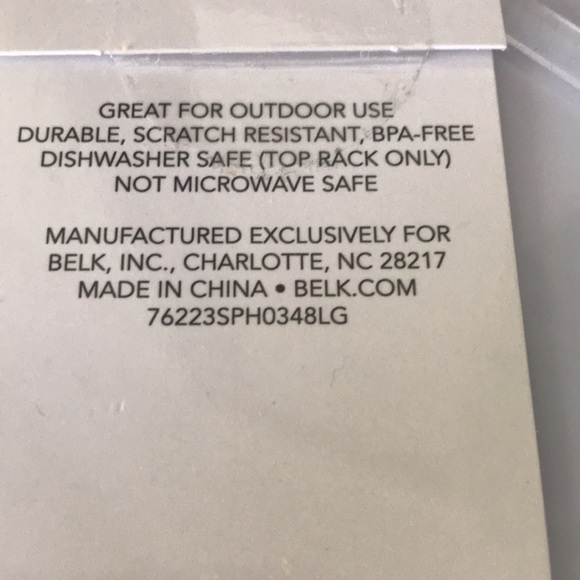 GREAT FOR OUTDOOR USE
DURABLE, SCRATCH RESISTANT, BPA-FREE
DISHWASHER SAFE (TOP RACK ONLY)
NOT MICROWAVE SAFE
MANUFACTURED EXCLUSIVELY FOR
BELK, INC., CHARLOTTE, NC 28217
MADE IN CHINA • BELK.COM
76223SPH0348LG